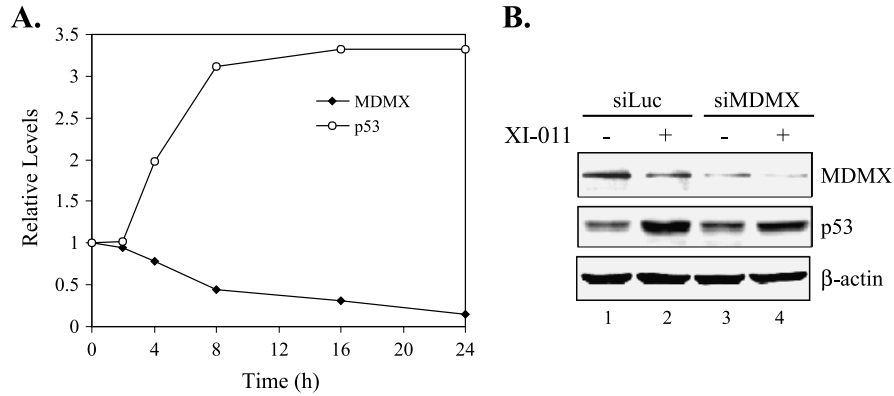 A.
3.5
3
2.5
2
1.5
1
0.5
0
Relative Levels
MDMX
p53
0 4 8 12 16 20 24
Time (h)
B.
siLuc siMDMX
XI-011 - + - +
MDMX
p53
β-actin
1 2 3 4